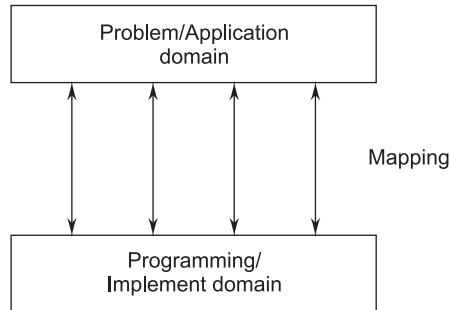 Problem/Application
domain
Mapping
Programming/
Implement domain